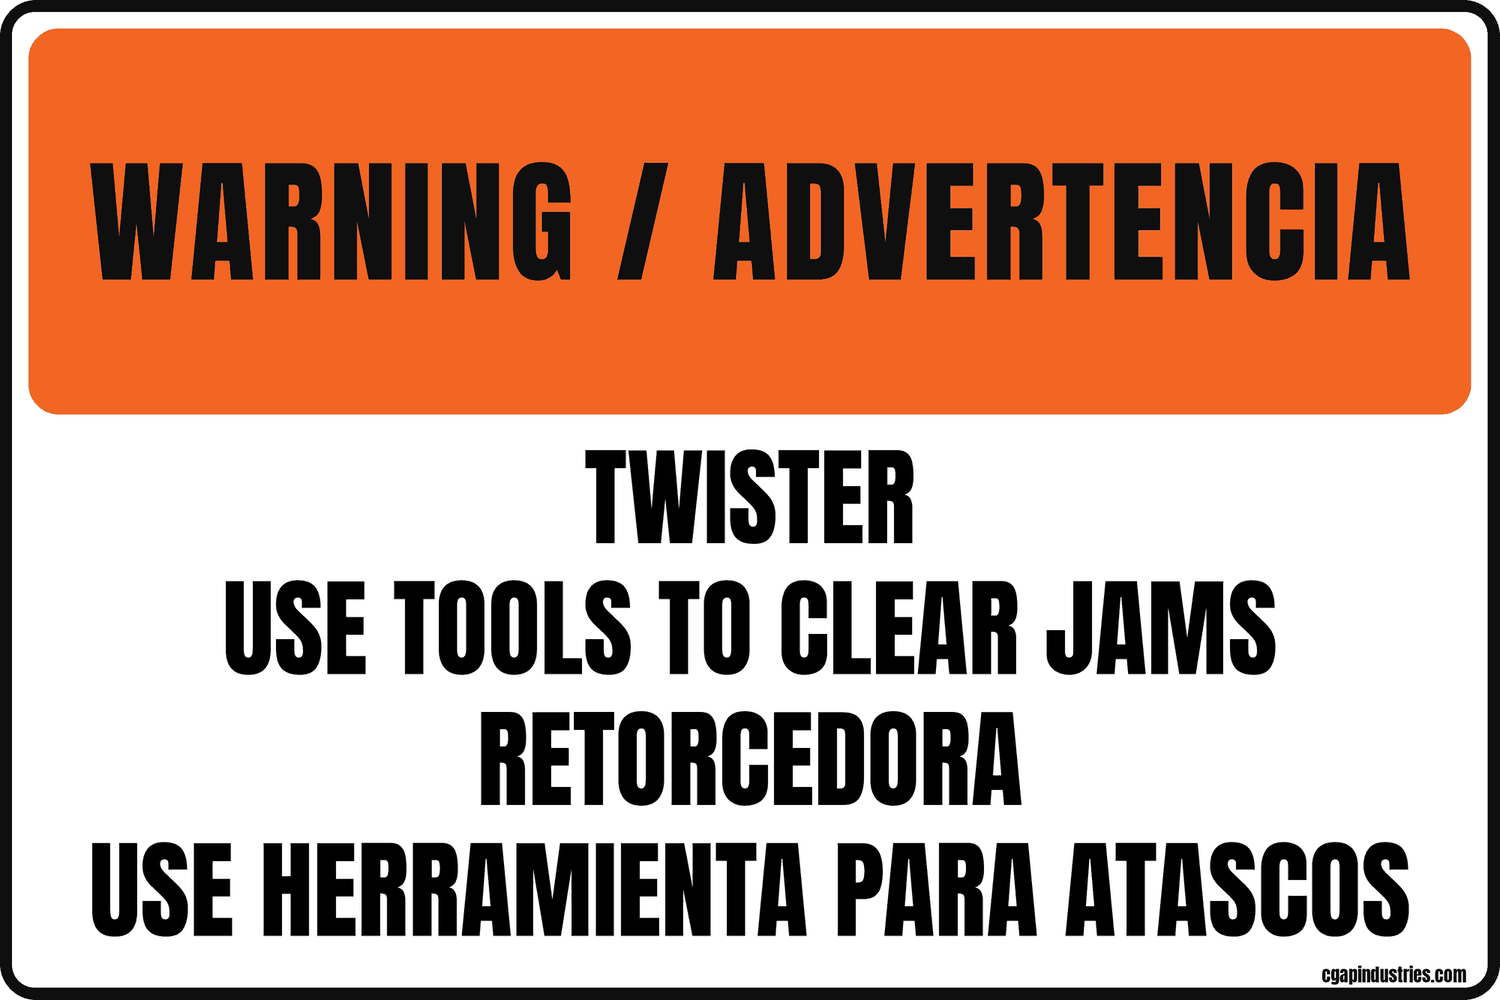 WARNING / ADVERTENCIA
TWISTER
USE TOOLS TO CLEAR JAMS
RETORCEDORA
USE HERRAMIENTA PARA ATASCOS
cgapindustries.com